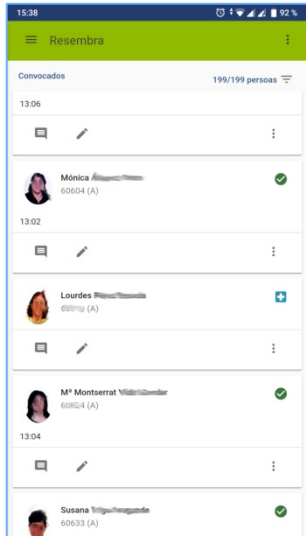 15:38
92 %
Resembra
Convocados
199/199 persoas
13:06
Mónica
60604 (A)
13:02
Lourdes
(A)
Mª Montserrat
60624 (A)
13:04
Susana
60633 (A)